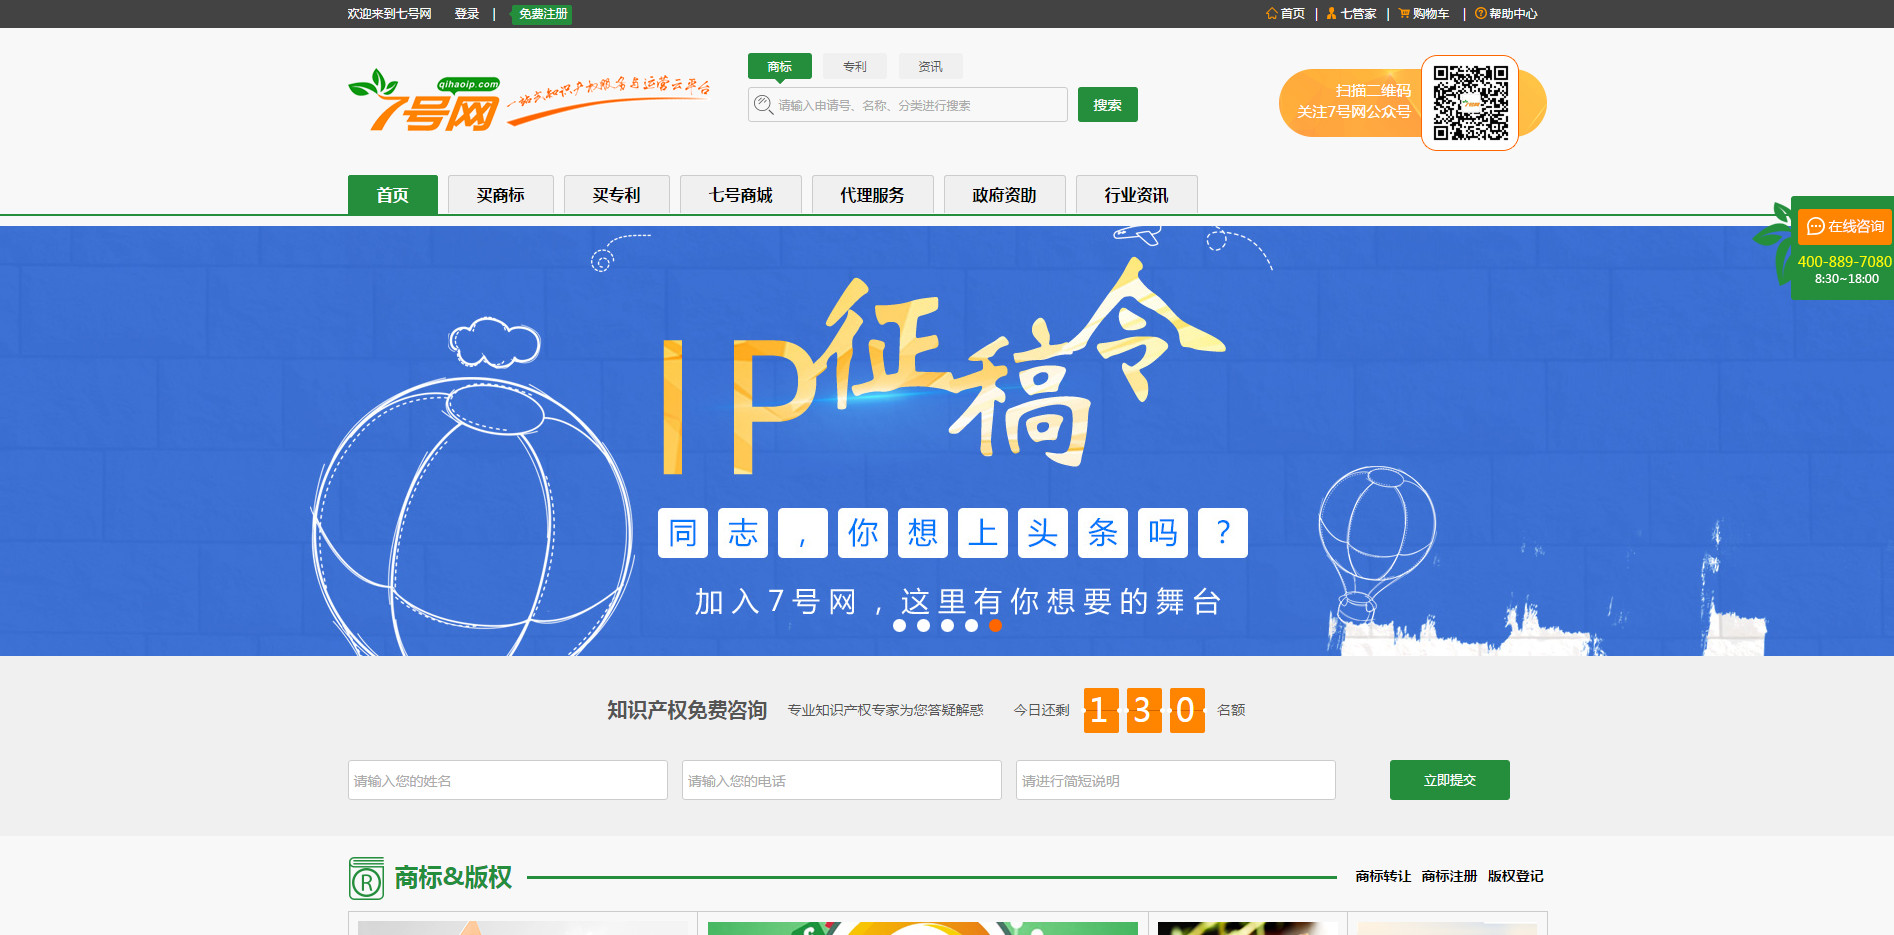 欢迎来到七号网 登录 | 免费注册
首页 | 七管家 | 购物车 | 帮助中心
商标 专利 资讯
qihaoip.com
7号网
一站式知识产权服务与运营云平台
请输入申请号、名称、分类进行搜索
搜索
扫描二维码
关注7号网公众号
首页 买商标 买专利 七号商城 代理服务 政府资助 行业资讯
在线咨询
400-889-7080
8:30~18:00
IP征稿令
同志，你想上头条吗？
加入7号网，这里有你想要的舞台
知识产权免费咨询 专业知识产权专家为您答疑解惑 今日还剩 130 名额
请输入您的姓名 请输入您的电话 请进行简短说明 立即提交
R 商标&版权 商标转让 商标注册 版权登记